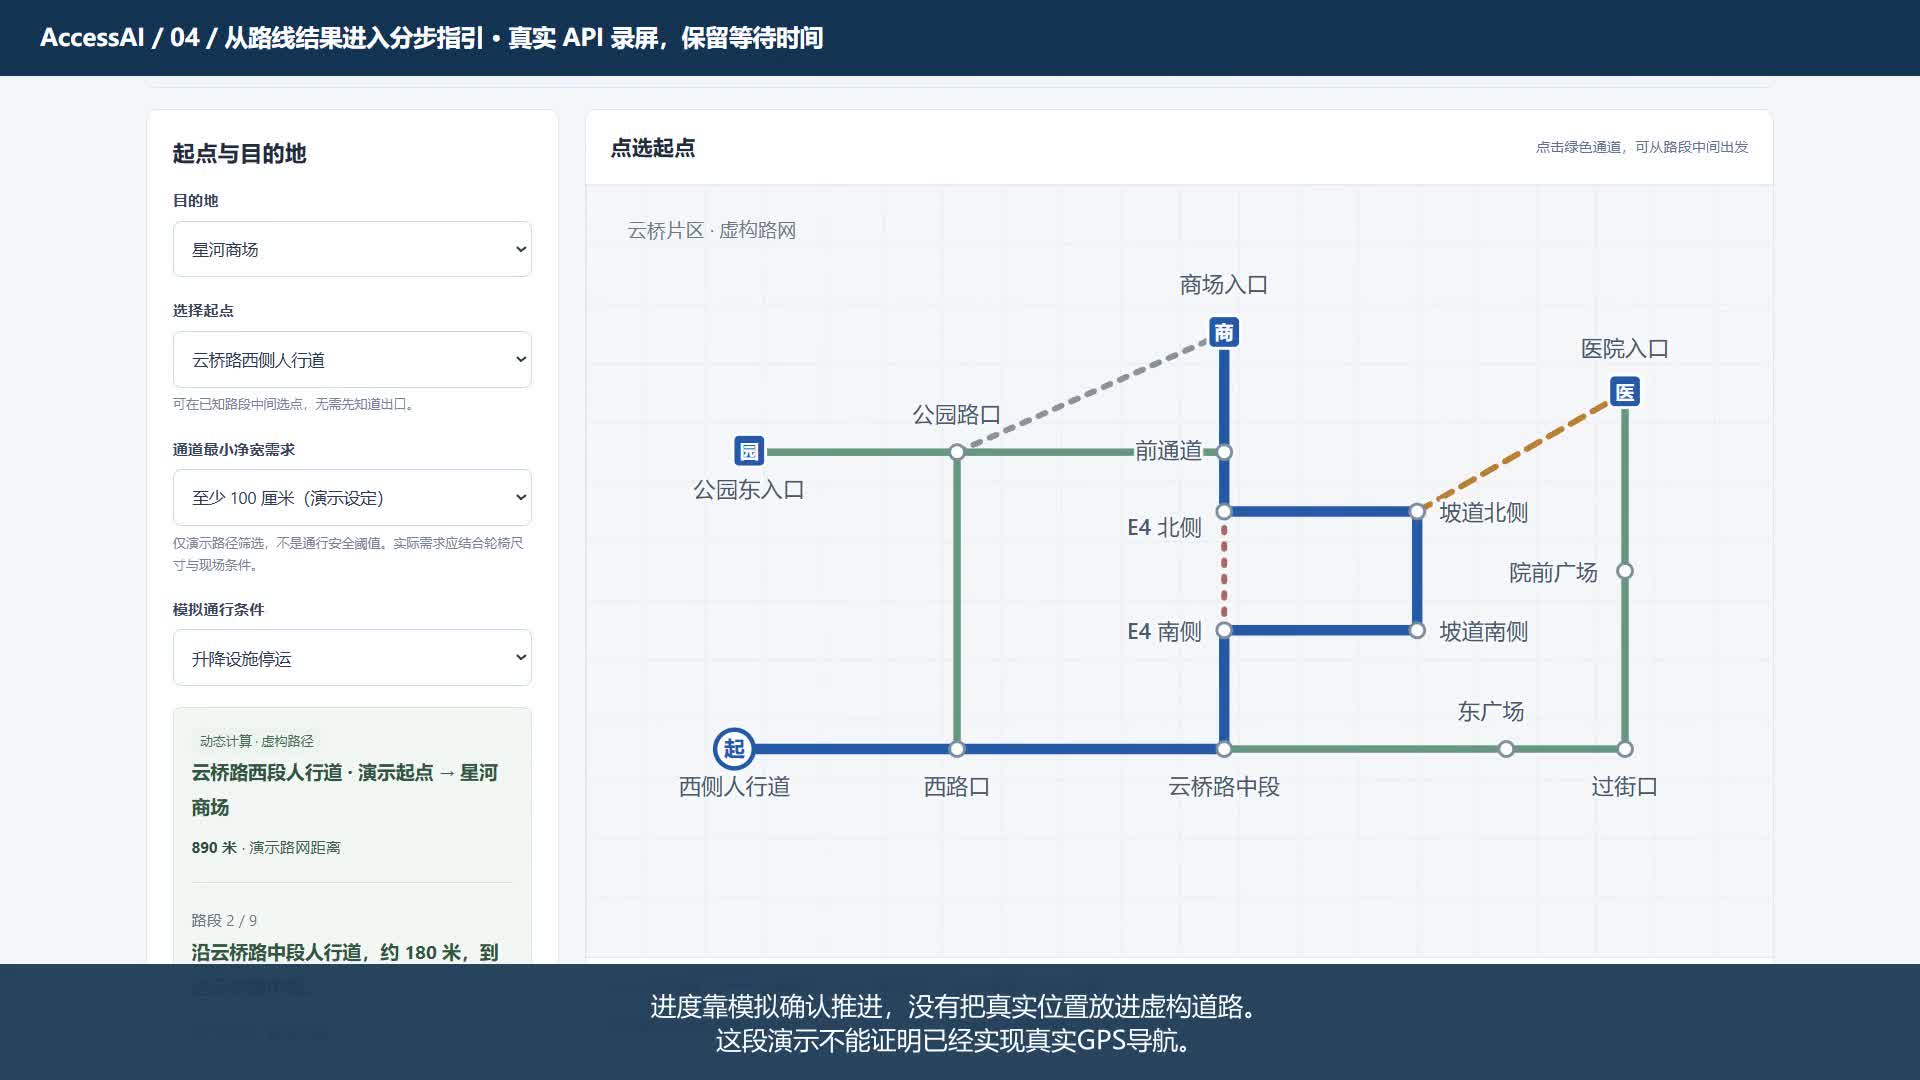 AccessAI / 04 / 从路线结果进入分步指引 • 真实 API 录屏，保留等待时间
起点与目的地
目的地
星河商场
选择起点
云桥路西侧人行道
可在已知路段中间选点，无需先知道出口。
通道最小净宽需求
至少 100 厘米（演示设定）
仅演示路径筛选，不是通行安全阈值。实际需求应结合轮椅尺
寸与现场条件。
模拟通行条件
升降设施停运
动态计算 · 虚构路径
云桥路西段人行道 · 演示起点 → 星河
商场
890 米 · 演示路网距离
路段 2 / 9
沿云桥路中段人行道，约 180 米，到
点选起点
点击绿色通道，可从路段中间出发
云桥片区 · 虚构路网
商场入口
商
医院入口
医
公园路口
园
前通道
公园东入口
E4 北侧
坡道北侧
院前广场
E4 南侧
坡道南侧
东广场
起
西侧人行道
西路口
云桥路中段
过街口
进度靠模拟确认推进，没有把真实位置放进虚构道路。
这段演示不能证明已经实现真实GPS导航。